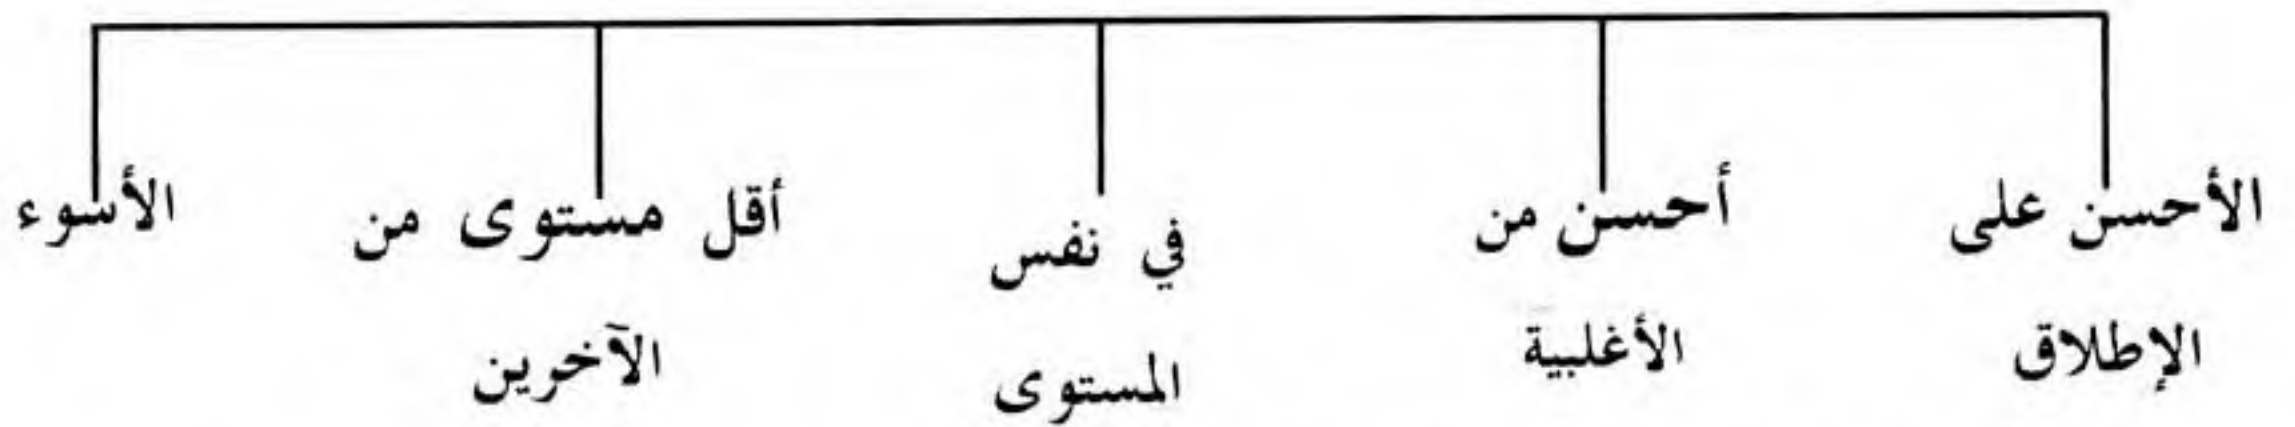 الأحسن على
الإطلاق
أحسن من
الأغلبية
في نفس
المستوى
أقل مستوى من
الآخرين
الأسوء